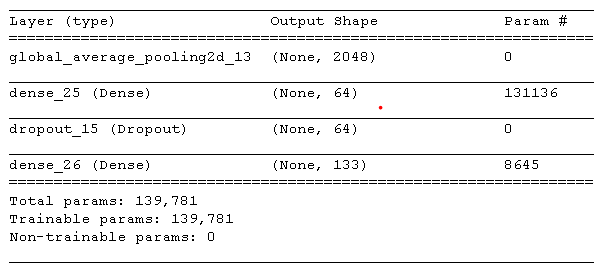 Layer (type) Output Shape Param #
global_average_pooling2d_13 (None, 2048) 0
dense_25 (Dense) (None, 64) 131136
dropout_15 (Dropout) (None, 64) 0
dense_26 (Dense) (None, 133) 8645
Total params: 139,781
Trainable params: 139,781
Non-trainable params: 0